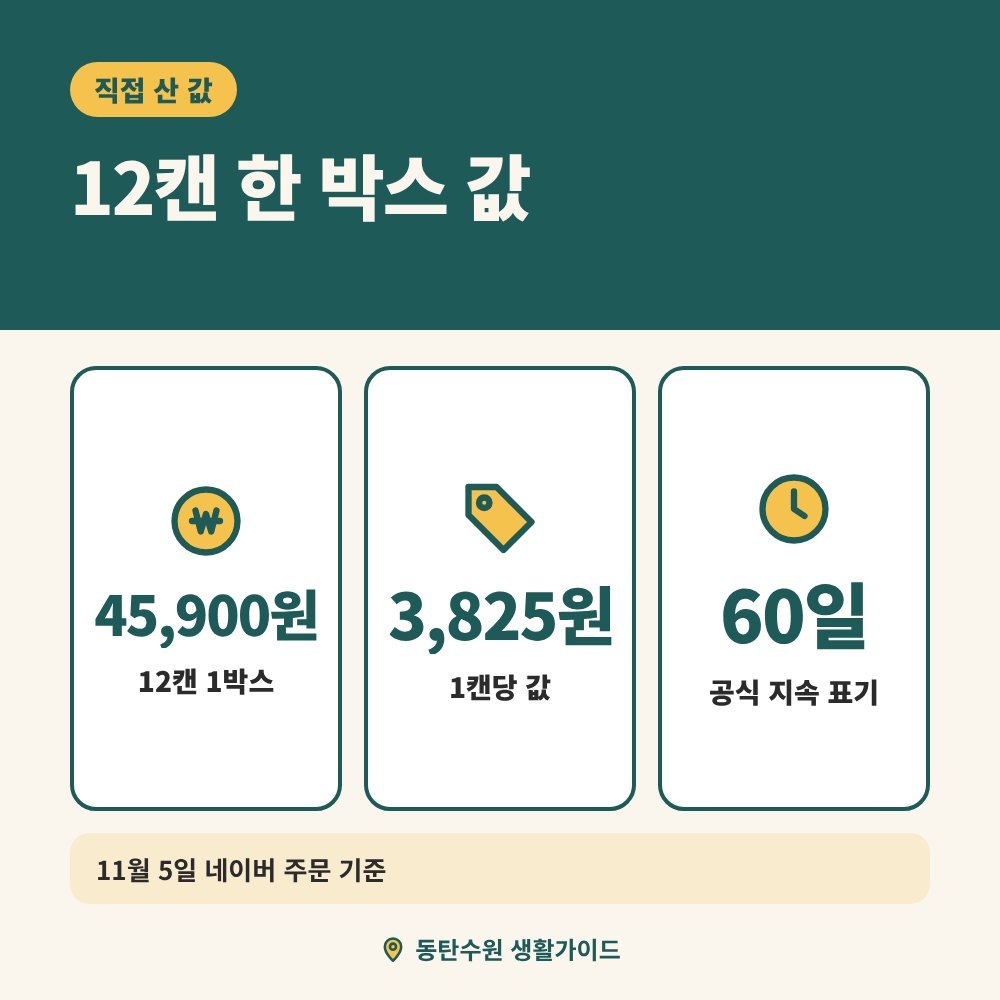 직접 산 값
12캔 한 박스 값
₩
45,900원
12캔 1박스
3,825원
1캔당 값
60일
공식 지속 표기
11월 5일 네이버 주문 기준
동탄수원 생활가이드